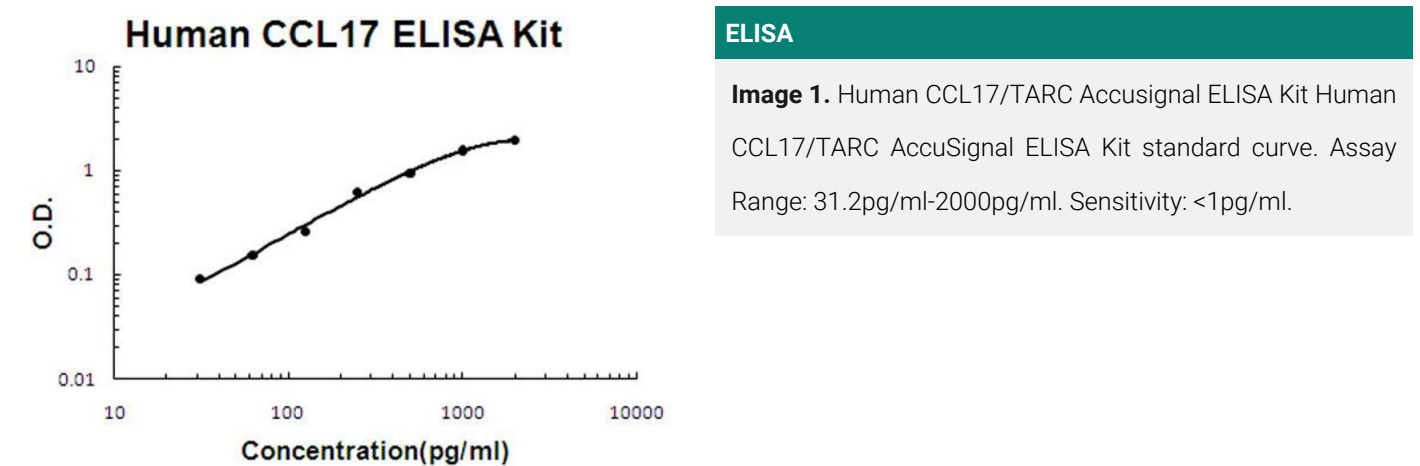 Human CCL17 ELISA Kit
10
1
0.1
0.01
O.D.
10 100 1000 10000
Concentration(pg/ml)
ELISA
Image 1. Human CCL17/TARC Accusignal ELISA Kit Human
CCL17/TARC AccuSignal ELISA Kit standard curve. Assay
Range: 31.2pg/ml-2000pg/ml. Sensitivity: <1pg/ml.